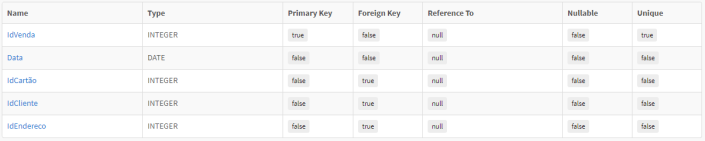 Name Type Primary Key Foreign Key Reference To Nullable Unique
IdVenda INTEGER true false null false true
Data DATE false false null false false
IdCartão INTEGER false true null false false
IdCliente INTEGER false true null false false
IdEndereco INTEGER false true null false false